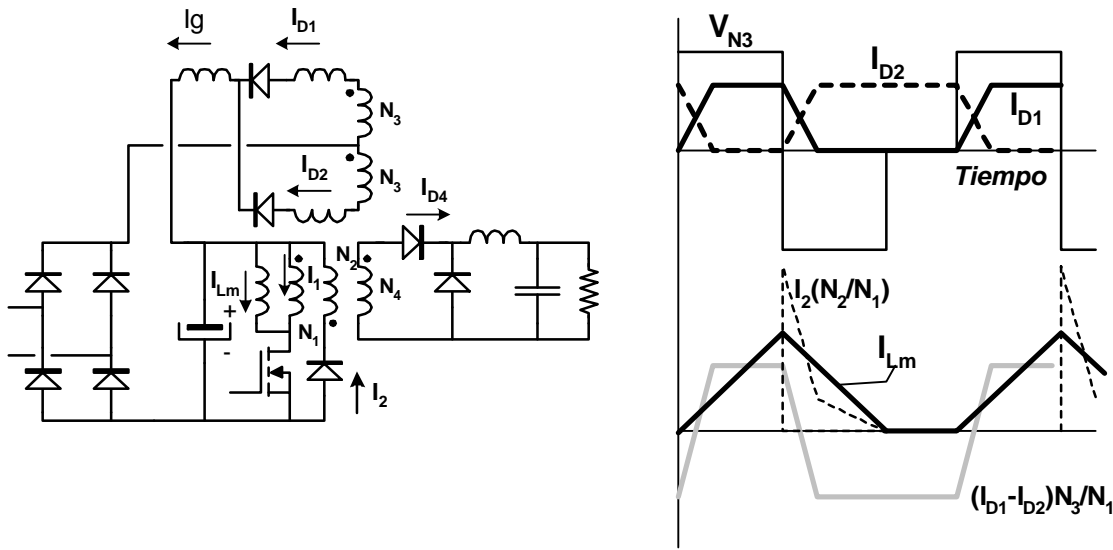 Ig
I_D1
N_3
N_3
I_D2
I_D4
I_Lm
I_1
N_2
N_4
N_1
+
-
I_2
V_N3
I_D2
I_D1
Tiempo
I_2(N_2/N_1)
I_Lm
(I_D1-I_D2)N_3/N_1